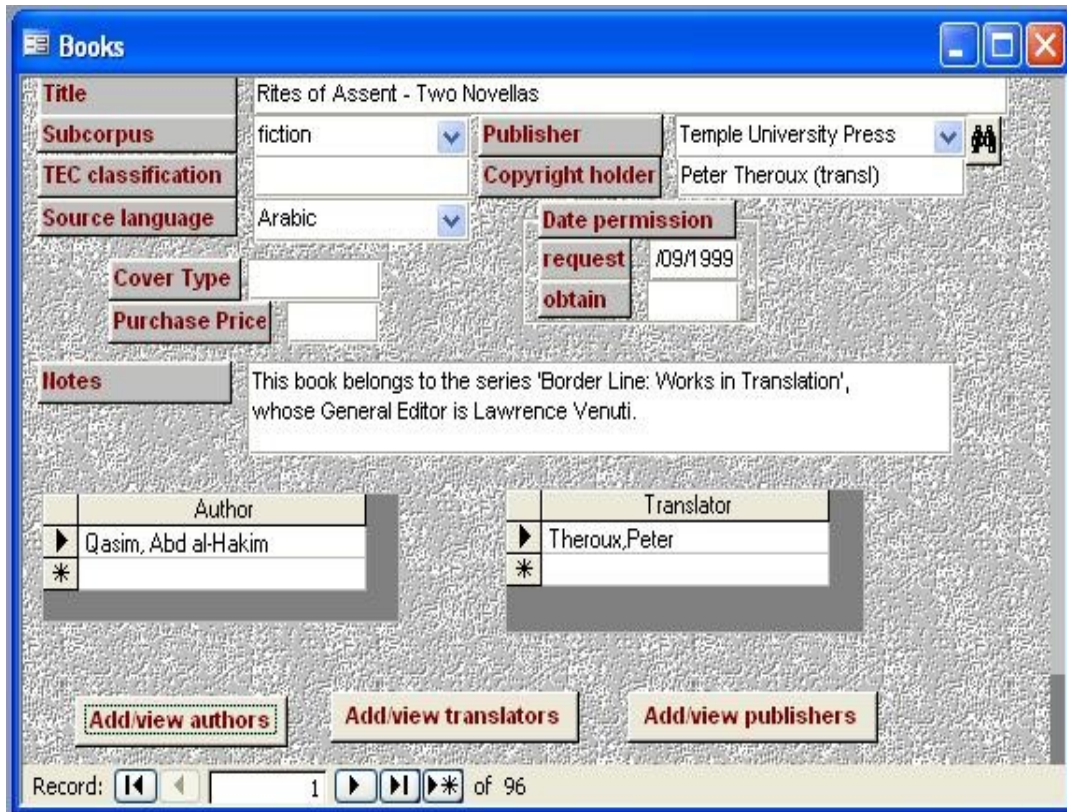 Books
Title Rites of Assent - Two Novellas
Subcorpus fiction Publisher Temple University Press
TEC classification Copyright holder Peter Theroux (transl)
Source language Arabic Date permission
request /09/1999
Cover Type
obtain
Purchase Price
Notes This book belongs to the series 'Border Line: Works in Translation',
whose General Editor is Lawrence Venuti.
Author Translator
Qasim, Abd al-Hakim Theroux,Peter
Add/view authors Add/view translators Add/view publishers
Record: 1 of 96